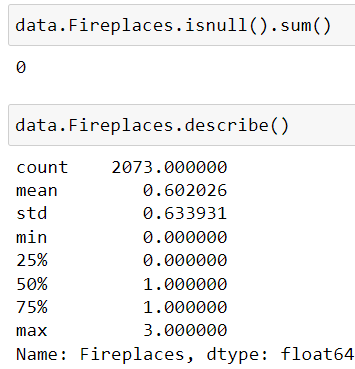 data.Fireplaces.isnull().sum()
0
data.Fireplaces.describe()
count    2073.000000
mean        0.602026
std         0.633931
min         0.000000
25%         0.000000
50%         1.000000
75%         1.000000
max         3.000000
Name: Fireplaces, dtype: float64